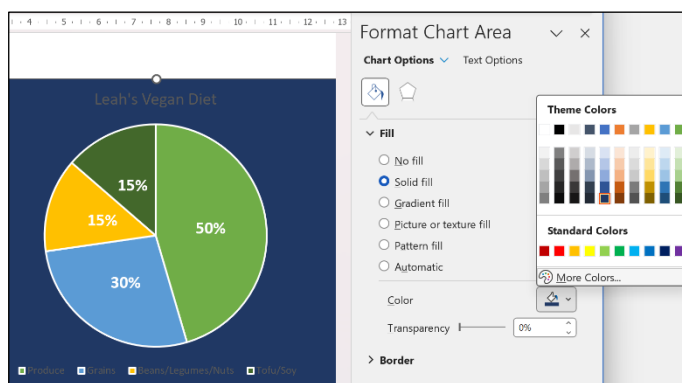 · 4 · ı · 5 · ı · 6 · ı · 7 · ı · 8 · ı · 9 · ı · 10 · ı · 11 · ı · 12 · ı · 13
Leah's Vegan Diet
15%
15%
50%
30%
Produce Grains Beans/Legumes/Nuts Tofu/Soy
Format Chart Area
Chart Options Text Options
Fill
No fill
Solid fill
Gradient fill
Picture or texture fill
Pattern fill
Automatic
Color
Transparency 0%
Border
Theme Colors
Standard Colors
More Colors...